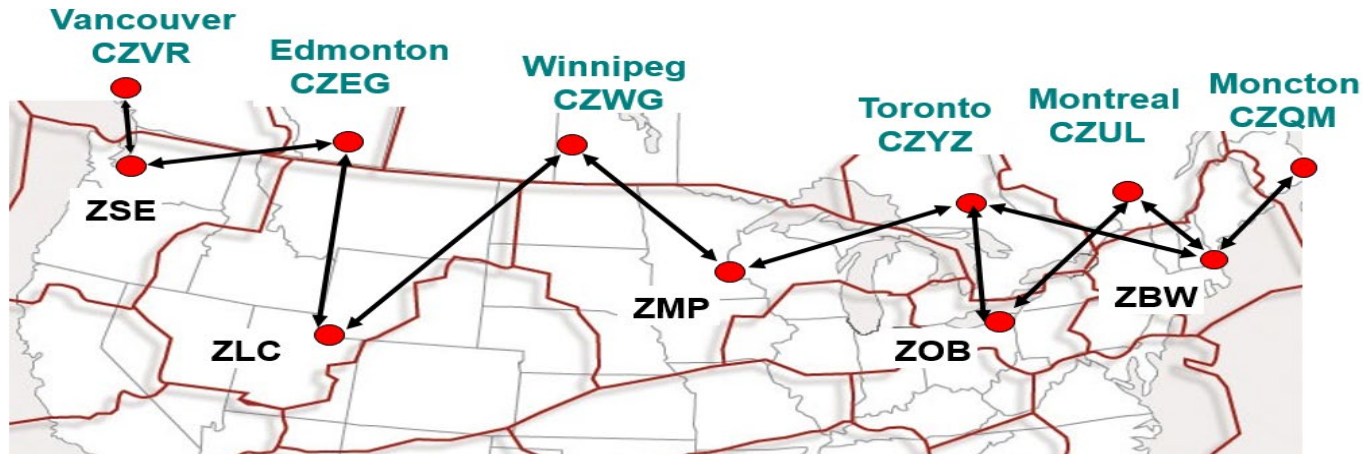 Vancouver
CZVR
Edmonton
CZEG
Winnipeg
CZWG
Toronto
CZYZ
Montreal
CZUL
Moncton
CZQM
ZSE
ZLC
ZMP
ZOB
ZBW